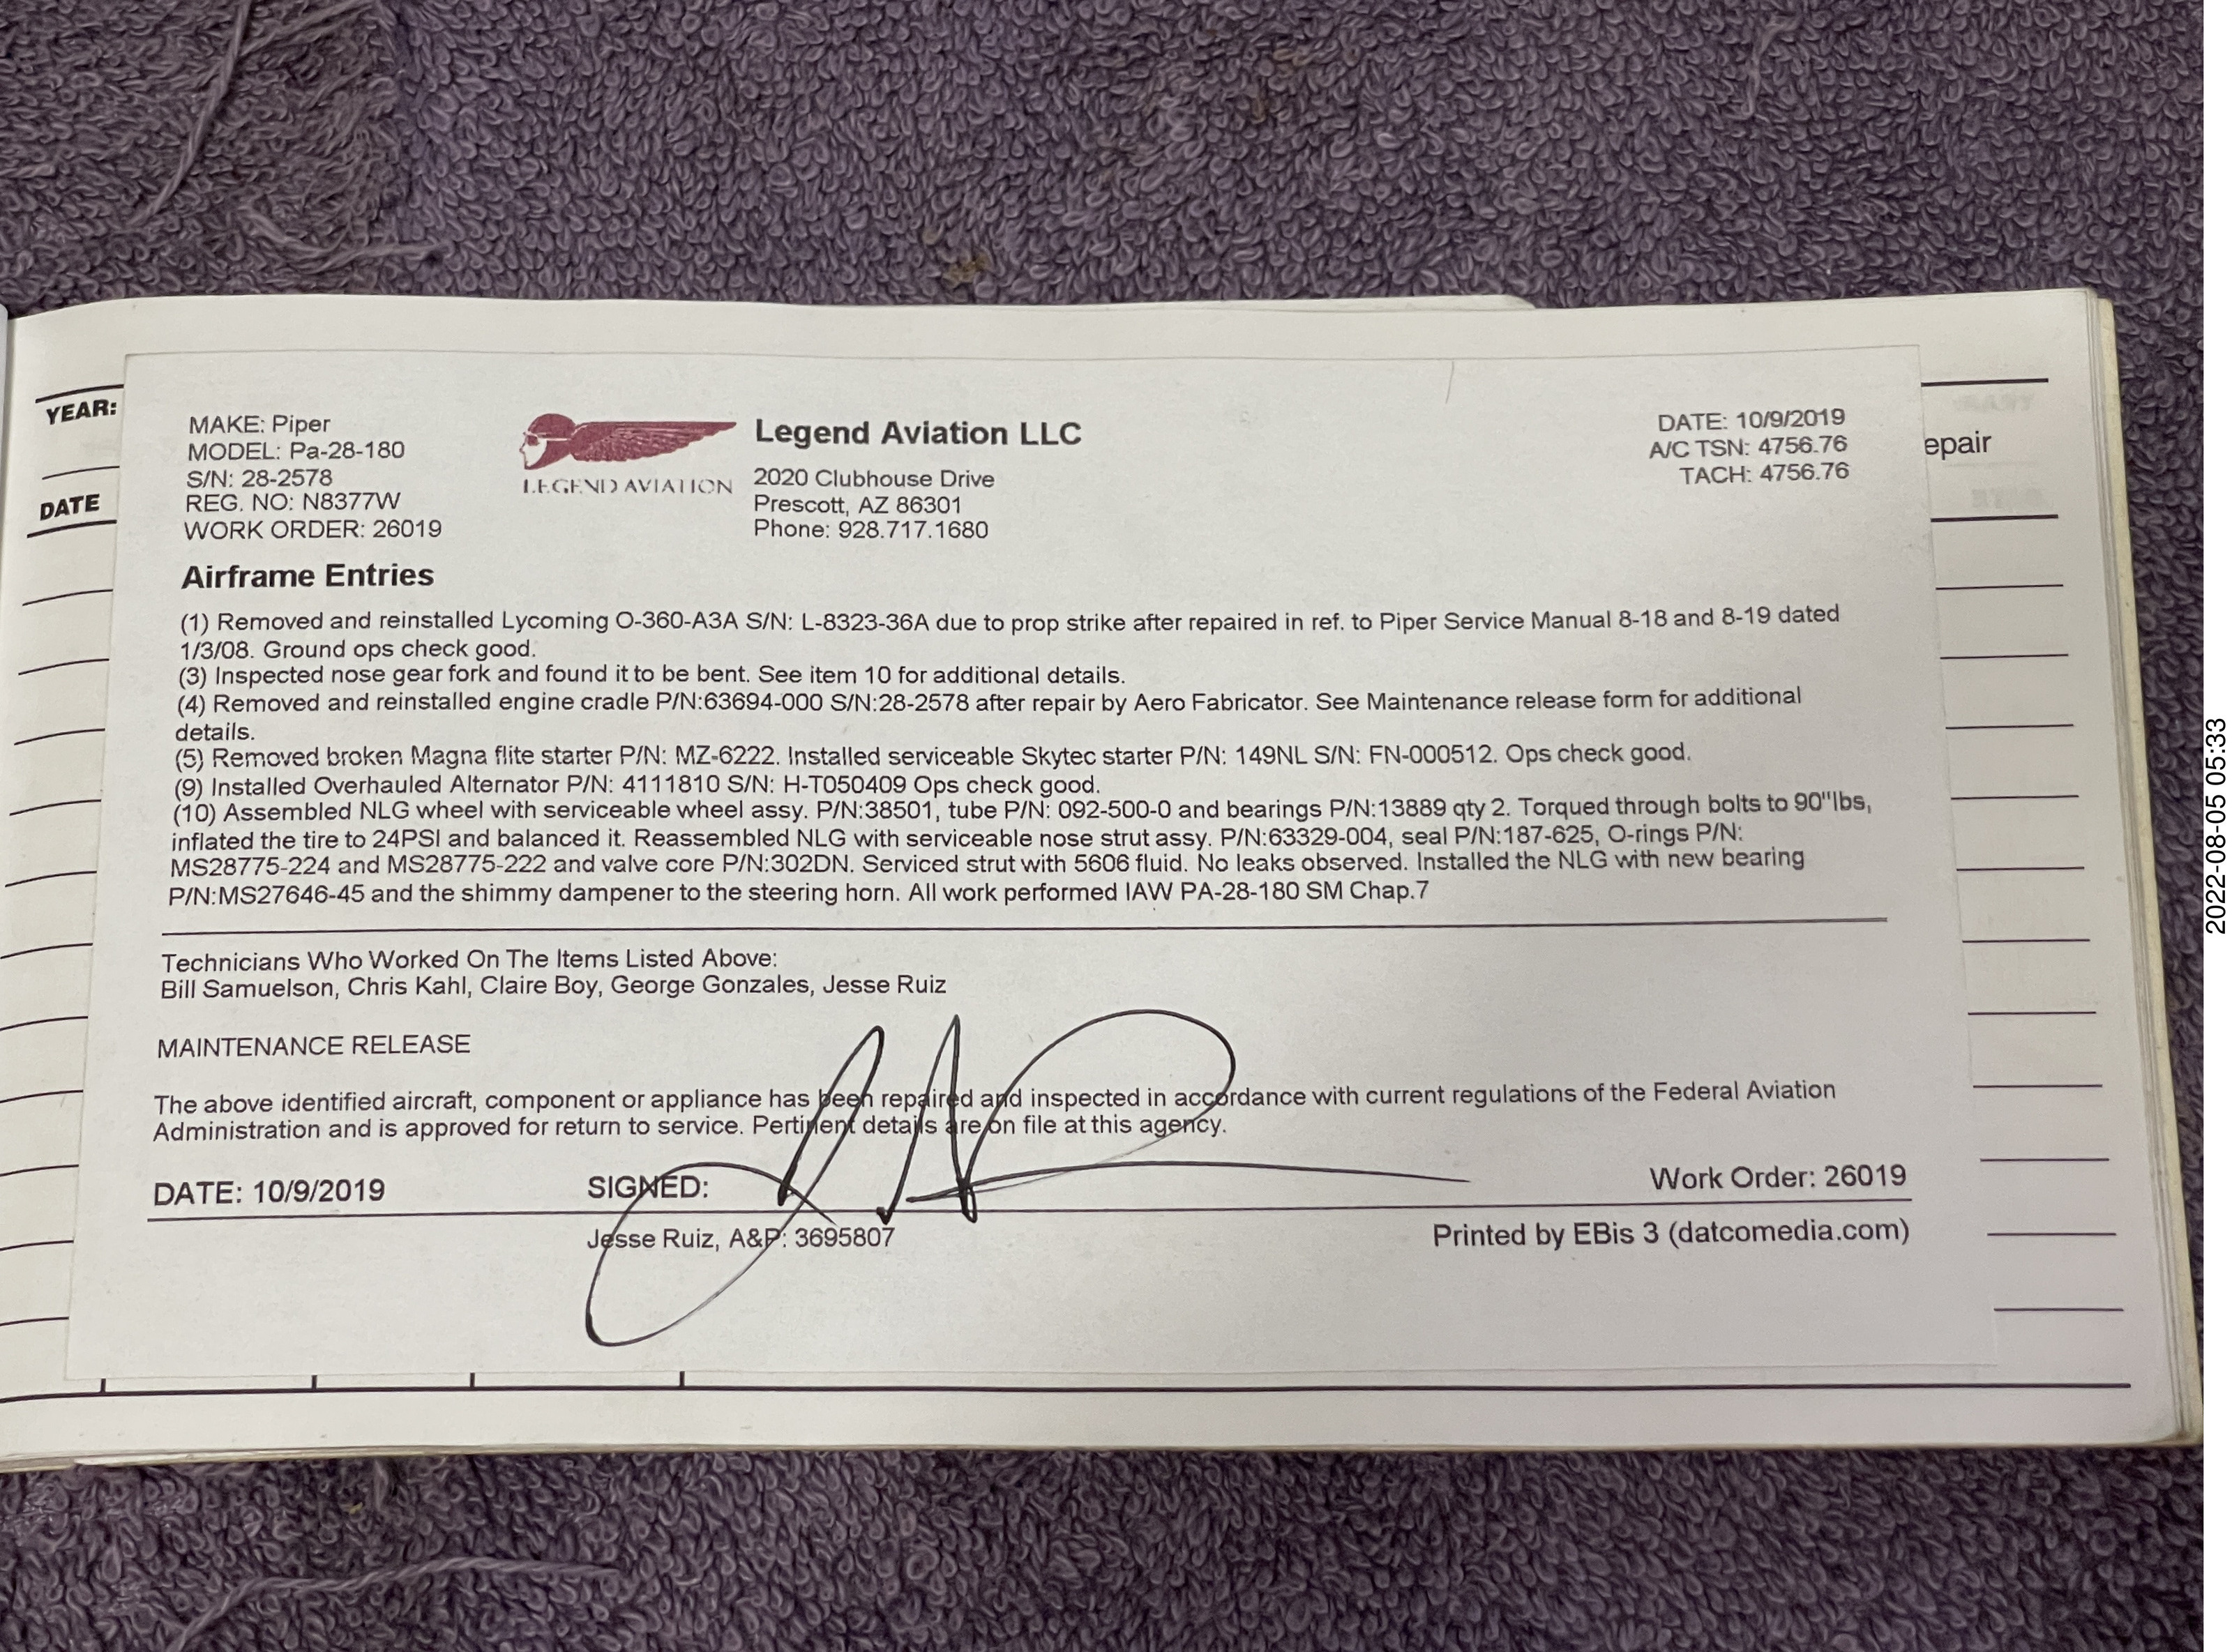 YEAR:
DATE
epair
MAKE: Piper
MODEL: Pa-28-180
S/N: 28-2578
REG. NO: N8377W
WORK ORDER: 26019
LEGEND AVIATION
Legend Aviation LLC
2020 Clubhouse Drive
Prescott, AZ 86301
Phone: 928.717.1680
DATE: 10/9/2019
A/C TSN: 4756.76
TACH: 4756.76
Airframe Entries
(1) Removed and reinstalled Lycoming O-360-A3A S/N: L-8323-36A due to prop strike after repaired in ref. to Piper Service Manual 8-18 and 8-19 dated
1/3/08. Ground ops check good.
(3) Inspected nose gear fork and found it to be bent. See item 10 for additional details.
(4) Removed and reinstalled engine cradle P/N:63694-000 S/N:28-2578 after repair by Aero Fabricator. See Maintenance release form for additional
details.
(5) Removed broken Magna flite starter P/N: MZ-6222. Installed serviceable Skytec starter P/N: 149NL S/N: FN-000512. Ops check good.
(9) Installed Overhauled Alternator P/N: 4111810 S/N: H-T050409 Ops check good.
(10) Assembled NLG wheel with serviceable wheel assy. P/N:38501, tube P/N: 092-500-0 and bearings P/N:13889 qty 2. Torqued through bolts to 90"lbs,
inflated the tire to 24PSI and balanced it. Reassembled NLG with serviceable nose strut assy. P/N:63329-004, seal P/N:187-625, O-rings P/N:
MS28775-224 and MS28775-222 and valve core P/N:302DN. Serviced strut with 5606 fluid. No leaks observed. Installed the NLG with new bearing
P/N:MS27646-45 and the shimmy dampener to the steering horn. All work performed IAW PA-28-180 SM Chap.7
Technicians Who Worked On The Items Listed Above:
Bill Samuelson, Chris Kahl, Claire Boy, George Gonzales, Jesse Ruiz
MAINTENANCE RELEASE
The above identified aircraft, component or appliance has been repaired and inspected in accordance with current regulations of the Federal Aviation
Administration and is approved for return to service. Pertinent details are on file at this agency.
DATE: 10/9/2019
SIGNED:
Work Order: 26019
Jesse Ruiz, A&P: 3695807
Printed by EBis 3 (datcomedia.com)
2022-08-05 05:33